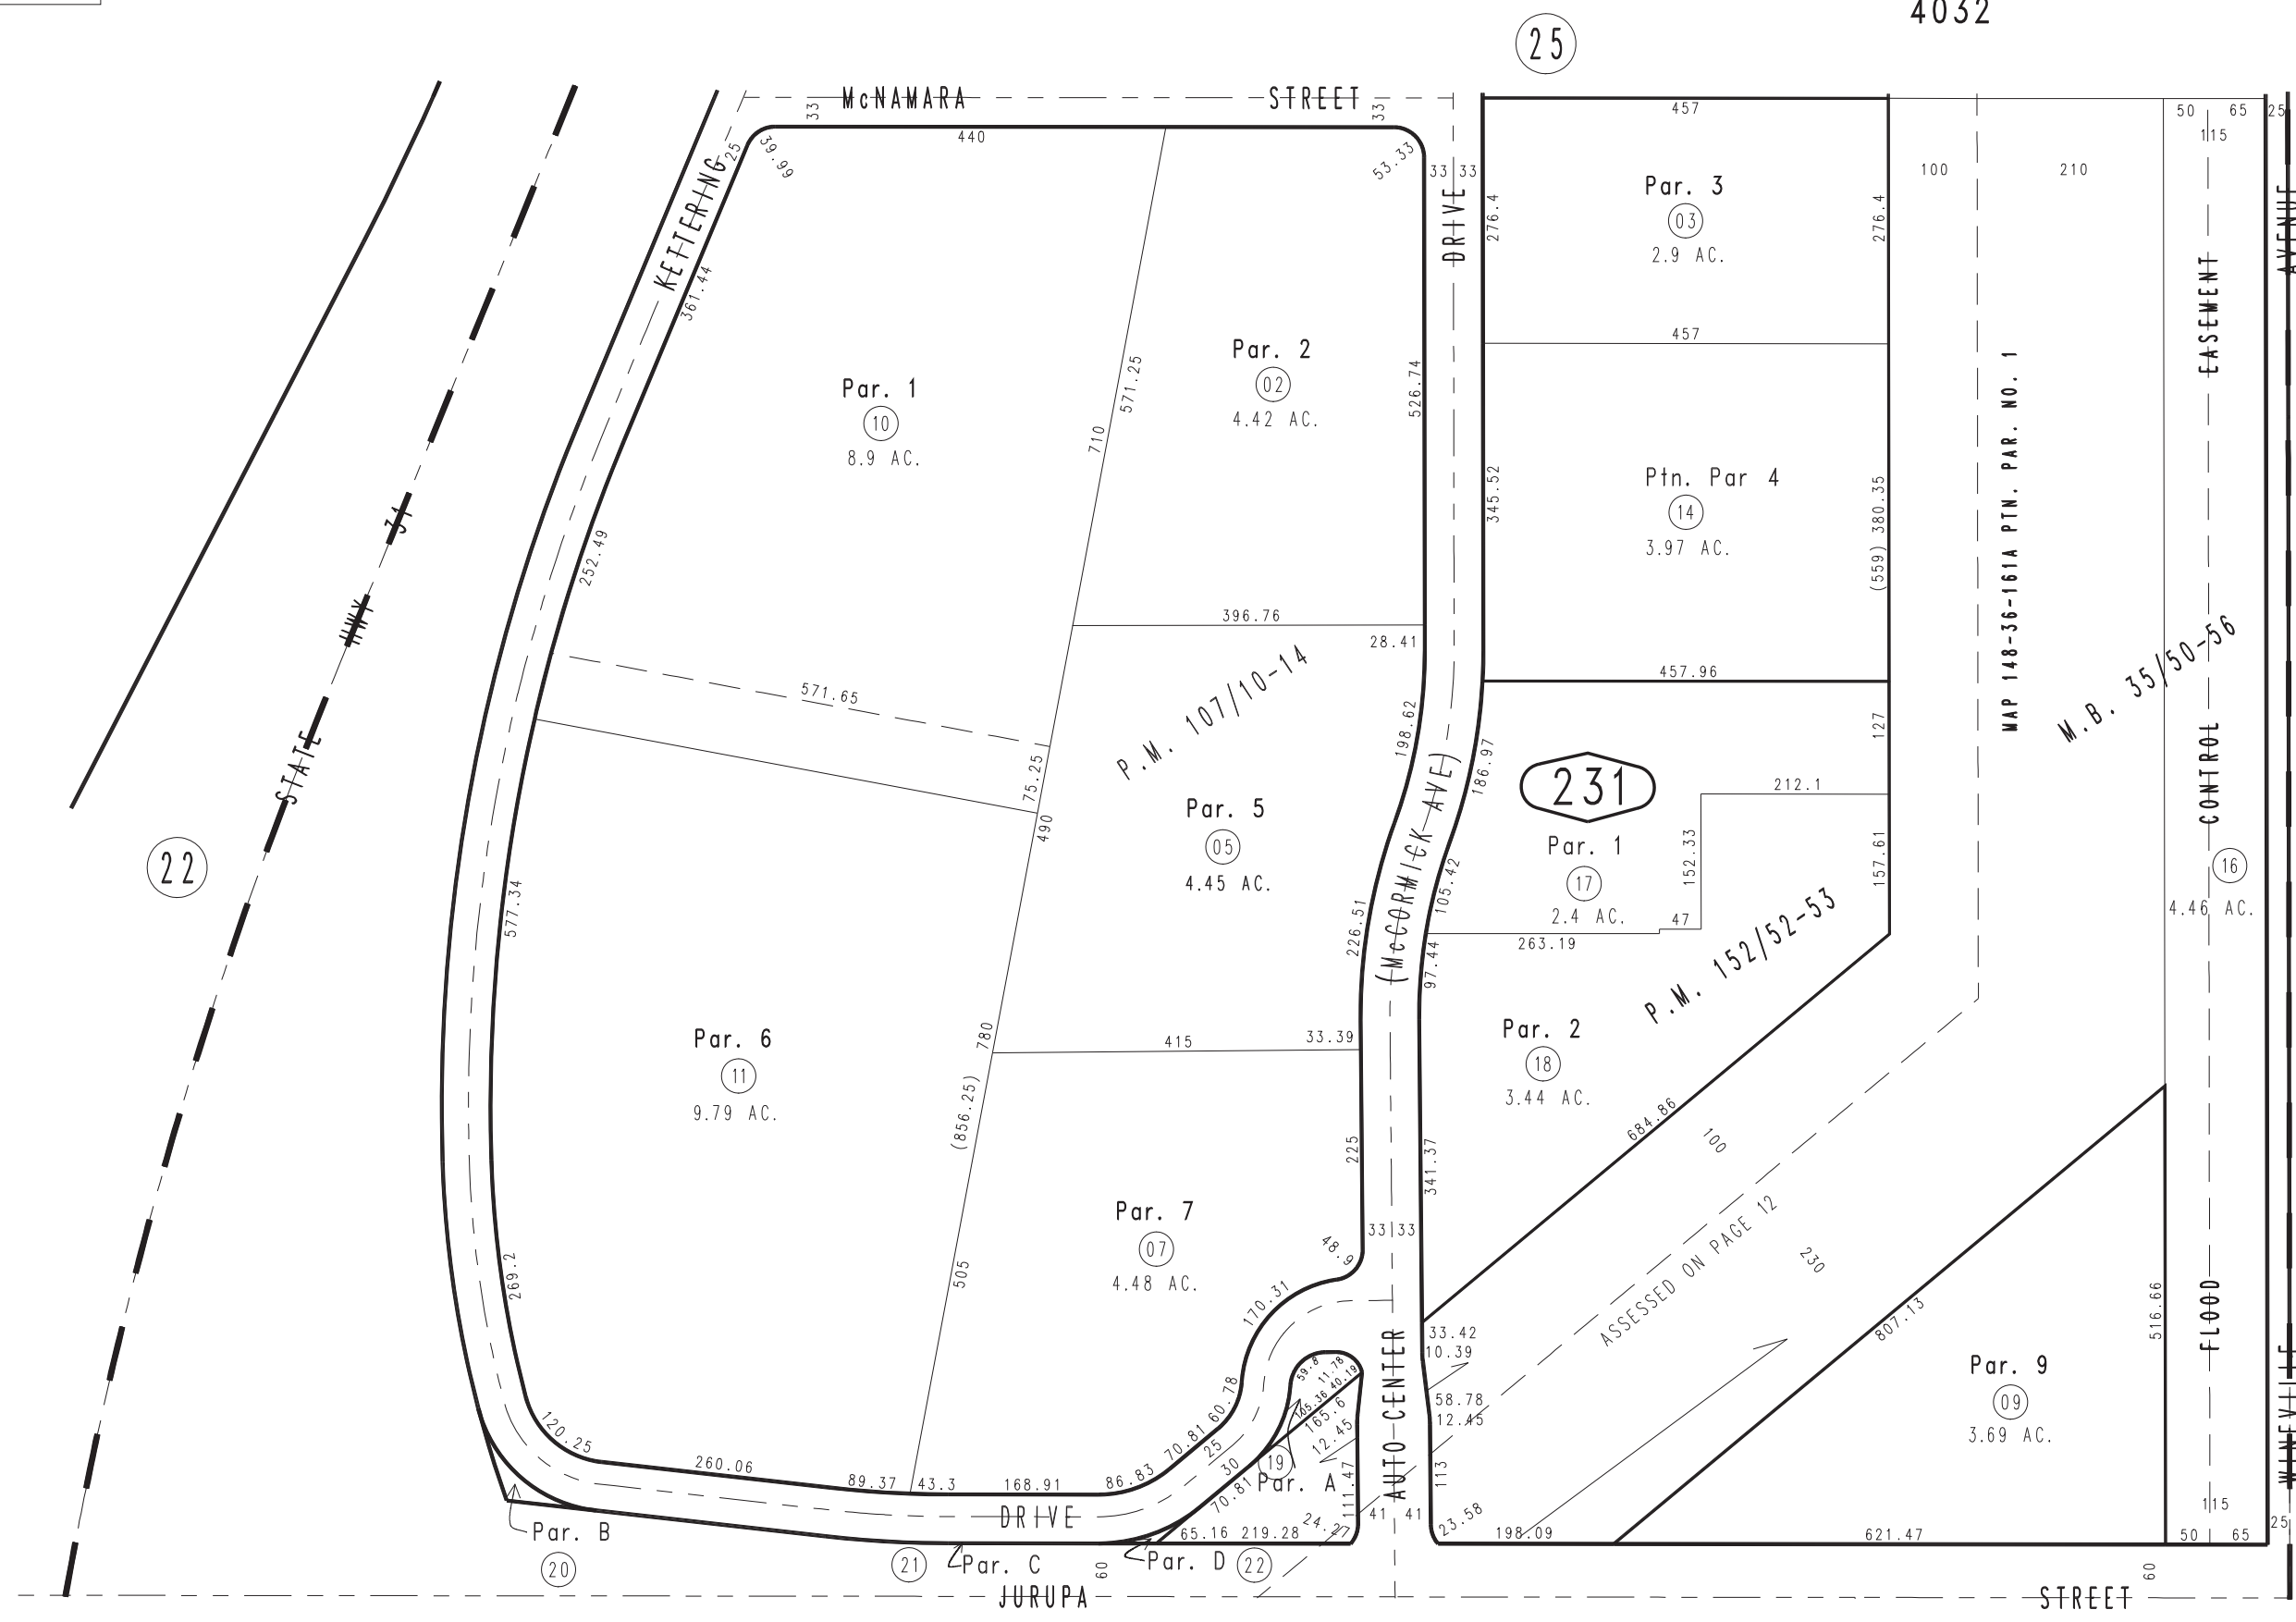 4032
25
McNAMARA STREET
33
33
457
50 65 25
115
440
25
39.99
53.33
33 33
100
210
KETTERING
DRIVE
AVENUE
276.4
276.4
Par. 3
03
2.9 AC.
361.44
EASEMENT
457
Par. 2
02
4.42 AC.
571.25
526.74
MAP 148-36-161A PTN. PAR. NO. 1
Par. 1
10
8.9 AC.
710
Ptn. Par 4
14
3.97 AC.
345.52
(559) 380.35
STATE HWY 31
252.49
396.76
28.41
M.B. 35/50-56
P.M. 107/10-14
457.96
571.65
198.62
186.97
127
CONTROL
75.25
490
231
212.1
Par. 5
05
4.45 AC.
(McCORMICK AVE)
Par. 1
17
2.4 AC.
152.33
157.61
22
16
4.46 AC.
577.34
226.51
105.42
47
263.19
97.44
P.M. 152/52-53
Par. 6
11
9.79 AC.
780
(856.25)
415
33.39
Par. 2
18
3.44 AC.
684.86
100
225
341.37
Par. 7
07
4.48 AC.
33 33
48.9
170.31
505
269.2
ASSESSED ON PAGE 12
230
807.13
516.66
FLOOD
33.42
10.39
AUTO CENTER
Par. 9
09
3.69 AC.
WINEVILLE
59.8
11.78
40.19
105.36
165.6
12.45
58.78
12.45
60.78
70.81
25
30
120.25
260.06
89.37
43.3
168.91
86.83
19
Par. A
70.81
111.47
113
DRIVE
41 41
24.27
23.58
115
25
Par. B
20
65.16 219.28
198.09
621.47
50 65
21
Par. C
60
Par. D
22
60
JURUPA STREET